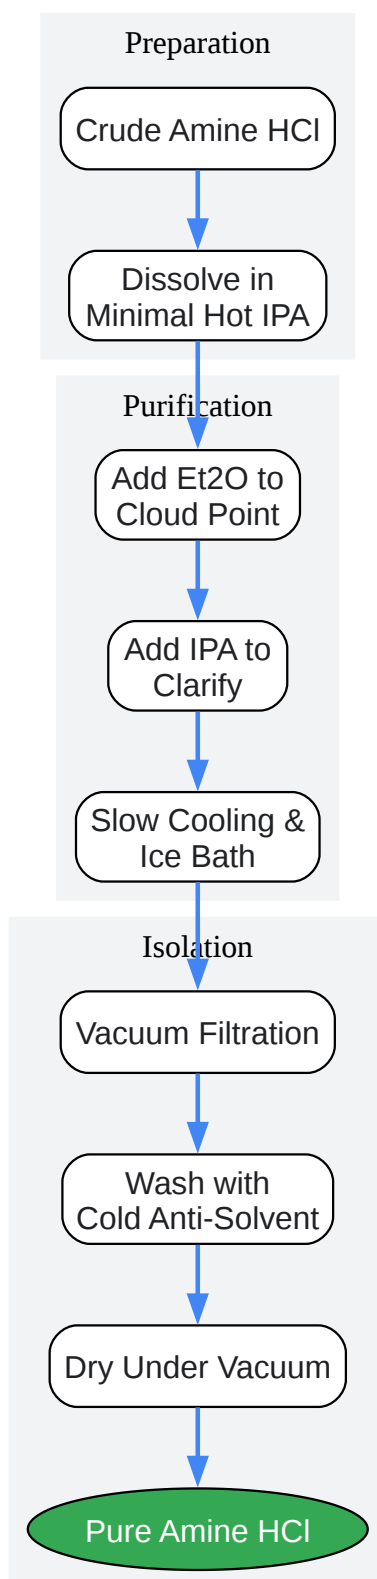 Preparation
Crude Amine HCl
Dissolve in
Minimal Hot IPA
Purification
Add Et2O to
Cloud Point
Add IPA to
Clarify
Slow Cooling &
Ice Bath
Isolation
Vacuum Filtration
Wash with
Cold Anti-Solvent
Dry Under Vacuum
Pure Amine HCl